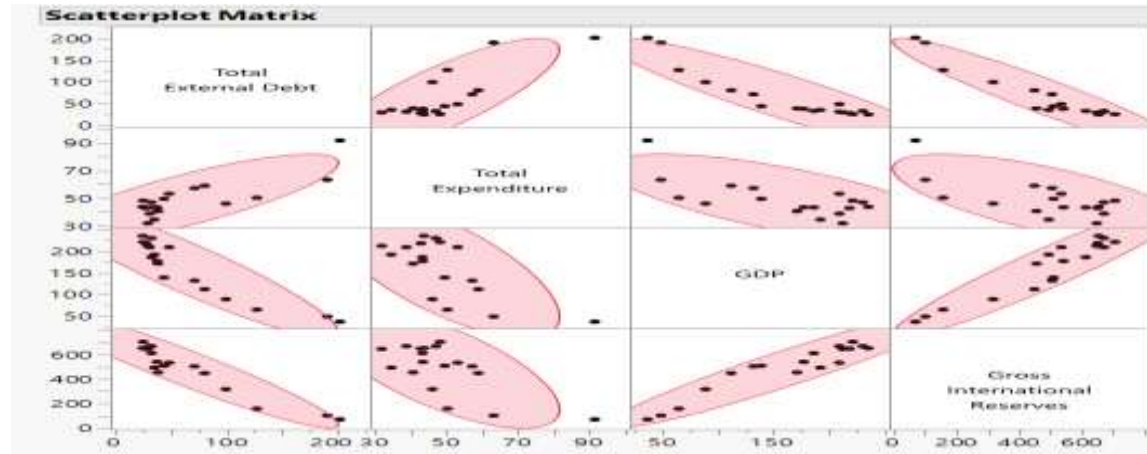 Scatterplot Matrix
200
150
100
50
0
Total
External Debt
90
70
50
30
Total
Expenditure
200
150
100
50
GDP
600
400
200
0
Gross
International
Reserves
0 100 200 30 50 70 90 50 150 0 200 400 600